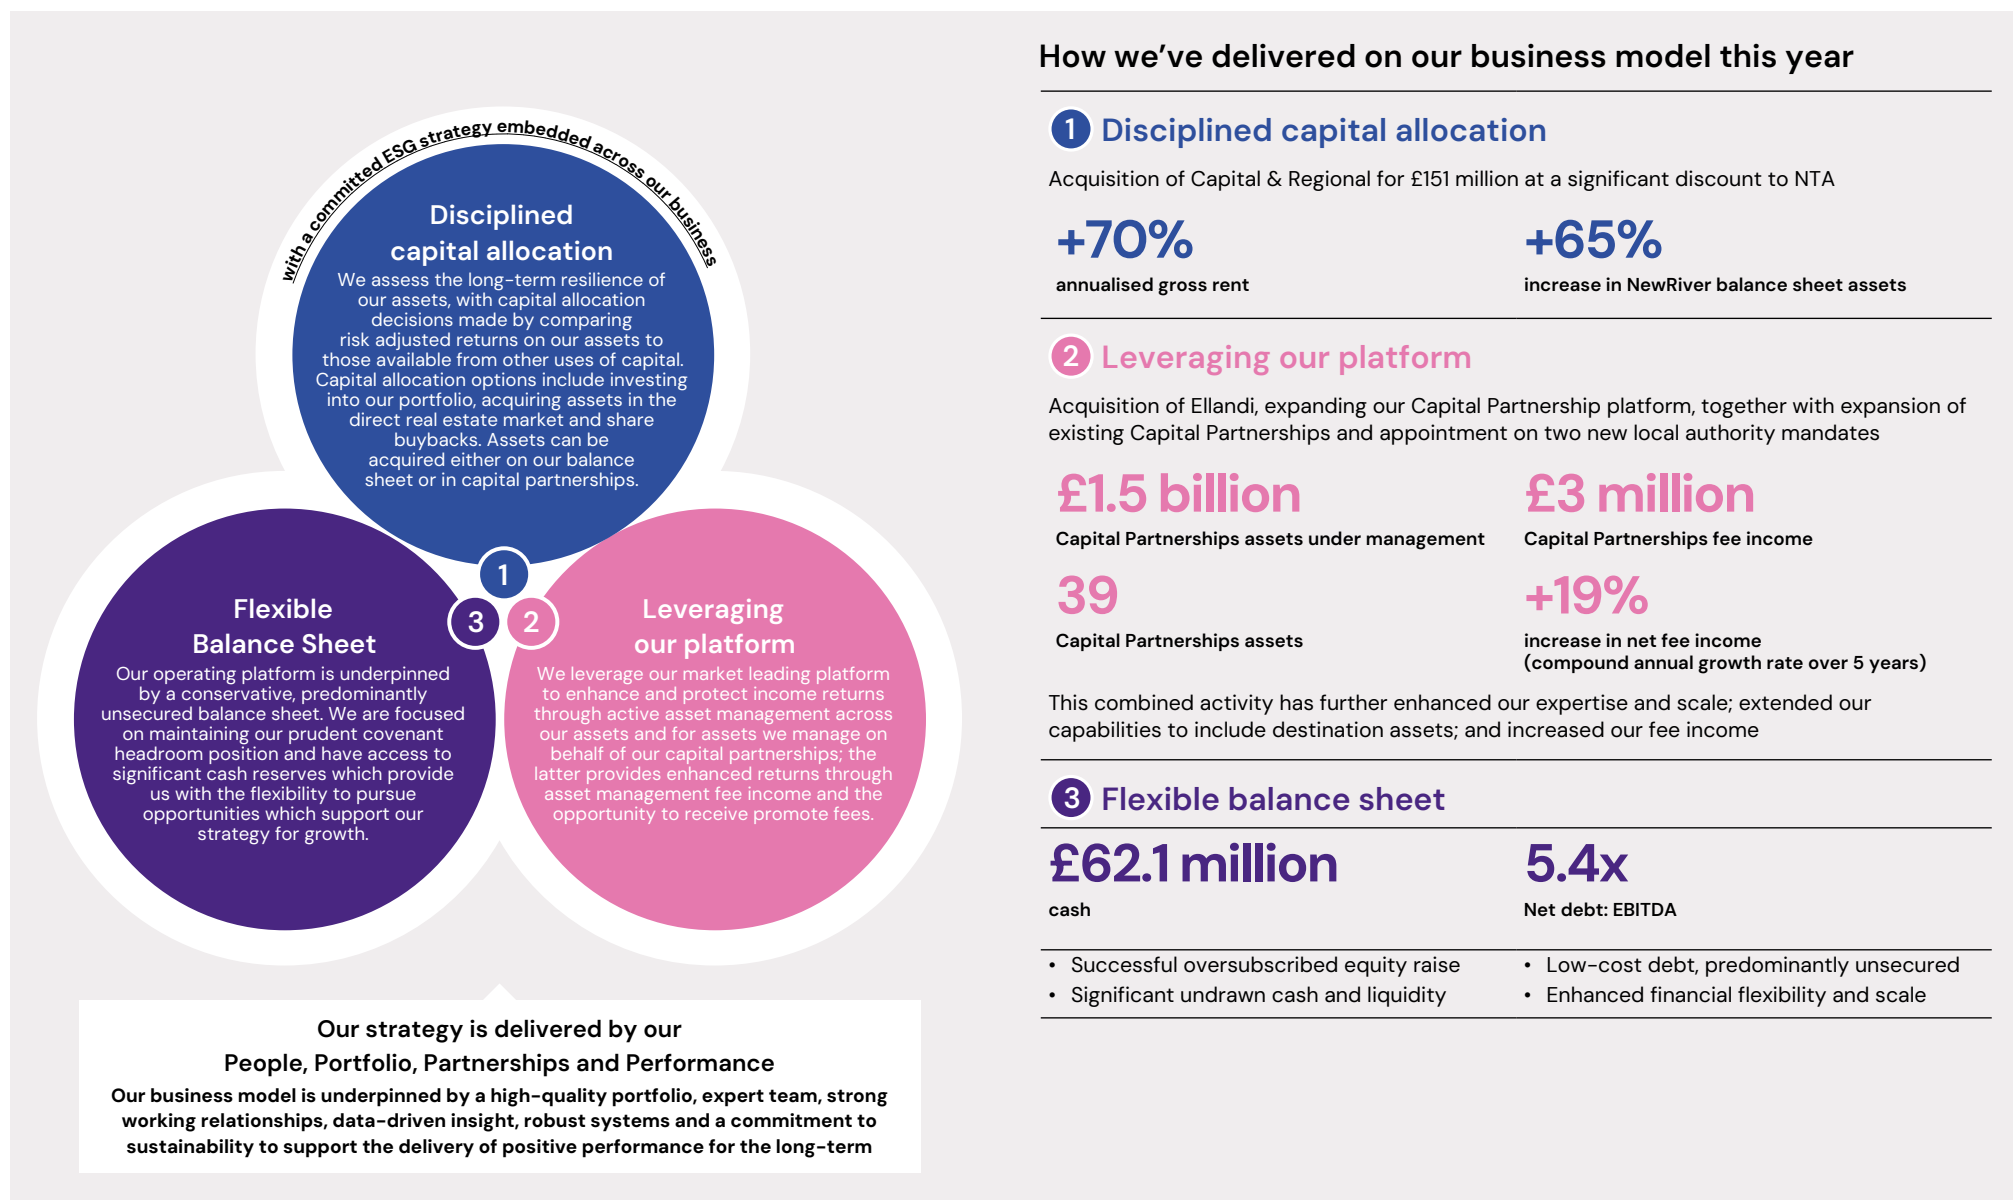 with a committed ESG strategy embedded across our business
Disciplined
capital allocation
We assess the long-term resilience of
our assets, with capital allocation
decisions made by comparing
risk adjusted returns on our assets to
those available from other uses of capital.
Capital allocation options include investing
into our portfolio, acquiring assets in the
direct real estate market and share
buybacks. Assets can be
acquired either on our balance
sheet or in capital partnerships.
1
3
2
Flexible
Balance Sheet
Our operating platform is underpinned
by a conservative, predominantly
unsecured balance sheet. We are focused
on maintaining our prudent covenant
headroom position and have access to
significant cash reserves which provide
us with the flexibility to pursue
opportunities which support our
strategy for growth.
Leveraging
our platform
We leverage our market leading platform
to enhance and protect income returns
through active asset management across
our assets and for assets we manage on
behalf of our capital partnerships; the
latter provides enhanced returns through
asset management fee income and the
opportunity to receive promote fees.
Our strategy is delivered by our
People, Portfolio, Partnerships and Performance
Our business model is underpinned by a high-quality portfolio, expert team, strong
working relationships, data-driven insight, robust systems and a commitment to
sustainability to support the delivery of positive performance for the long-term
How we've delivered on our business model this year
1 Disciplined capital allocation
Acquisition of Capital & Regional for £151 million at a significant discount to NTA
+70%
annualised gross rent
+65%
increase in NewRiver balance sheet assets
2 Leveraging our platform
Acquisition of Ellandi, expanding our Capital Partnership platform, together with expansion of
existing Capital Partnerships and appointment on two new local authority mandates
£1.5 billion
Capital Partnerships assets under management
£3 million
Capital Partnerships fee income
39
Capital Partnerships assets
+19%
increase in net fee income
(compound annual growth rate over 5 years)
This combined activity has further enhanced our expertise and scale; extended our
capabilities to include destination assets; and increased our fee income
3 Flexible balance sheet
£62.1 million
cash
5.4x
Net debt: EBITDA
• Successful oversubscribed equity raise
• Significant undrawn cash and liquidity
• Low-cost debt, predominantly unsecured
• Enhanced financial flexibility and scale